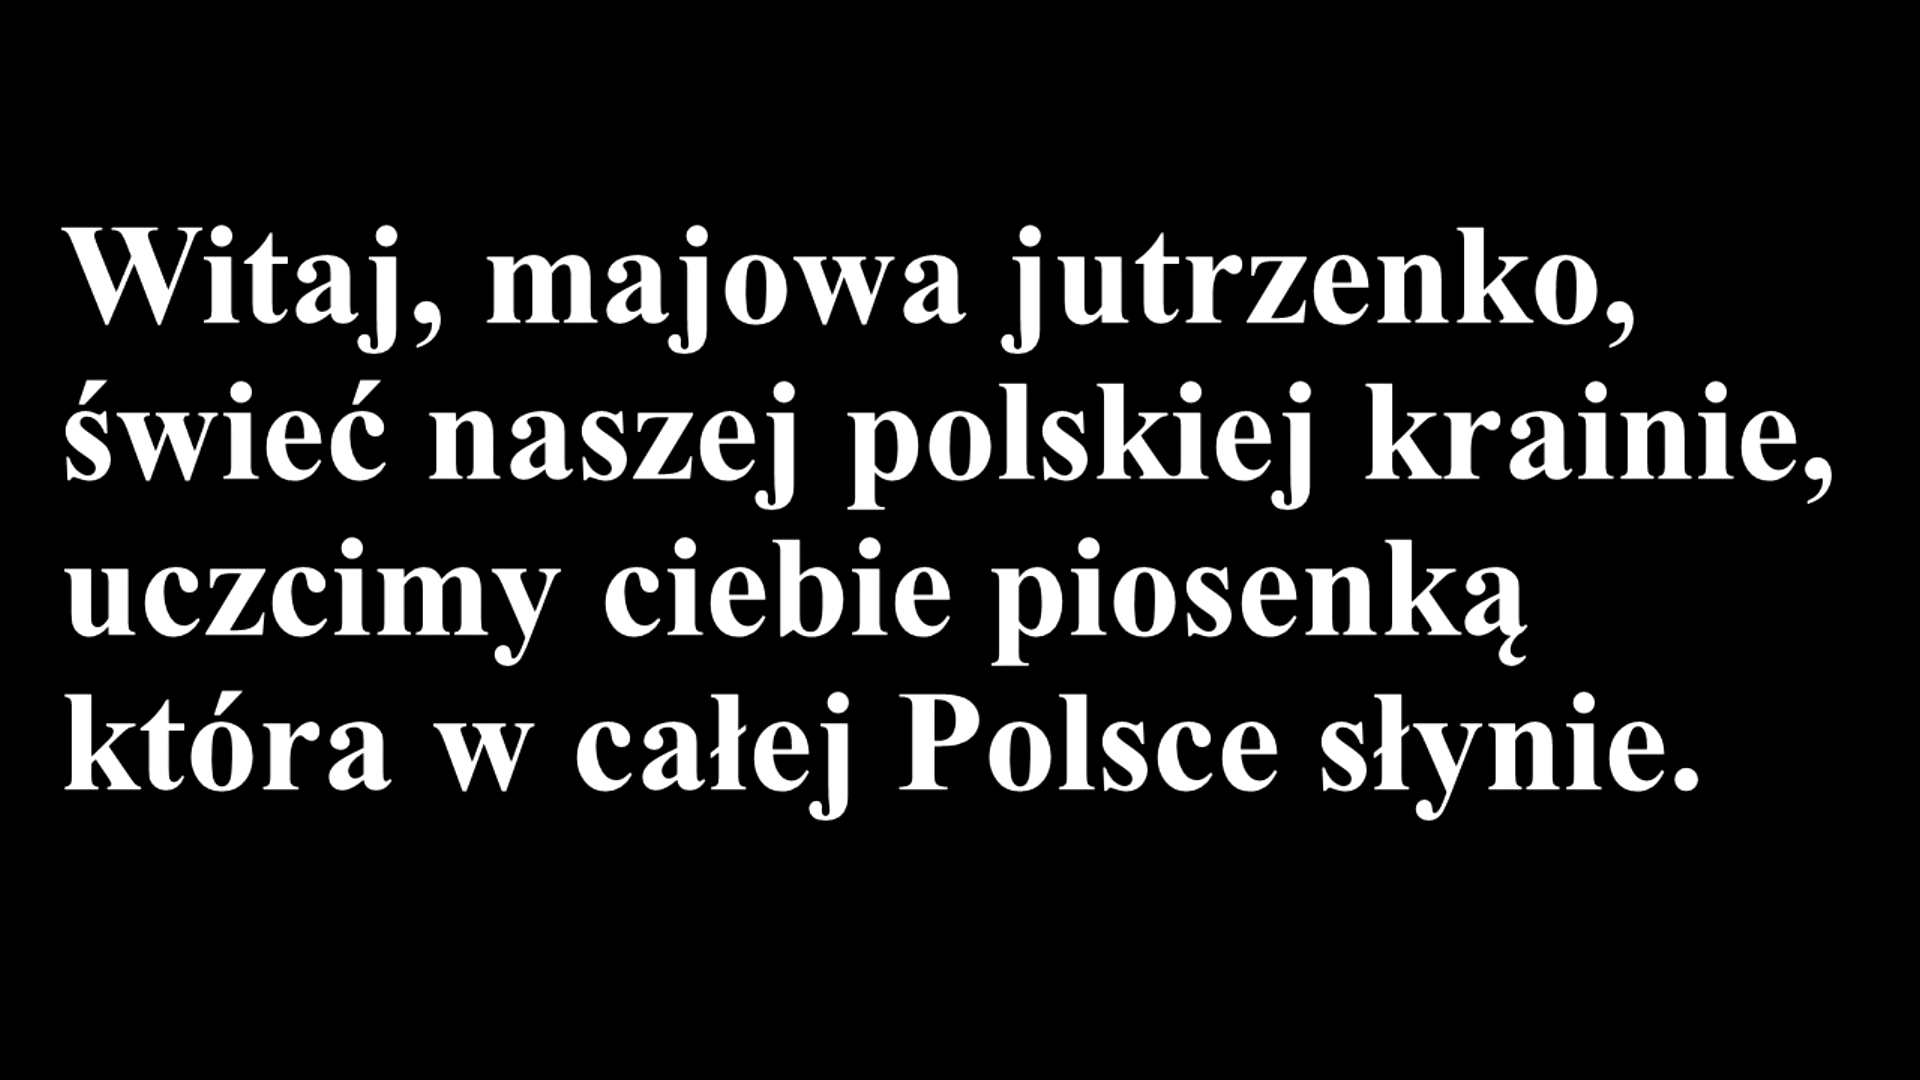 Witaj, majowa jutrzenko,
świeć naszej polskiej krainie,
uczcimy ciebie piosenką
która w całej Polsce słynie.